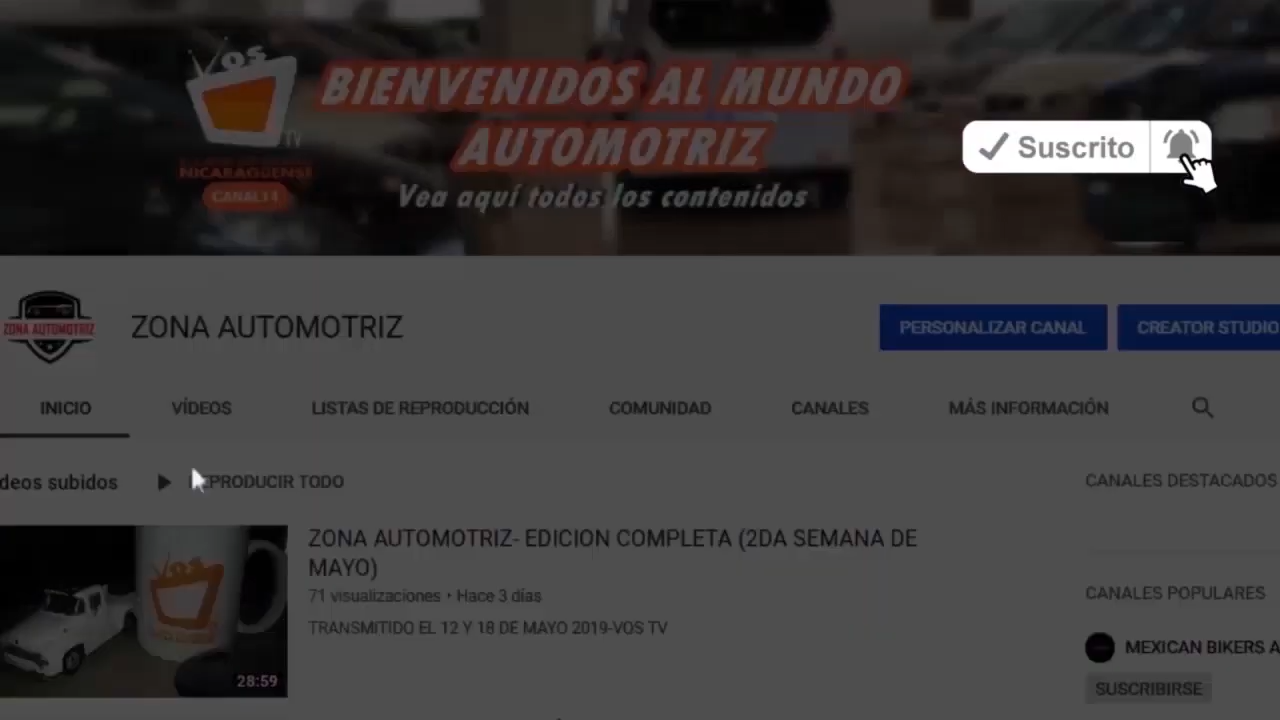 VOS
TV
NICARAGUENSE
CANAL 14
BIENVENIDOS AL MUNDO
AUTOMOTRIZ
Vea aquí todos los contenidos
Suscrito
ZONA AUTOMOTRIZ
ZONA AUTOMOTRIZ
PERSONALIZAR CANAL
CREATOR STUDIO
INICIO
VÍDEOS
LISTAS DE REPRODUCCIÓN
COMUNIDAD
CANALES
MÁS INFORMACIÓN
deos subidos
EPRODUCIR TODO
CANALES DESTACADOS
VOS
28:59
ZONA AUTOMOTRIZ- EDICION COMPLETA (2DA SEMANA DE
MAYO)
71 visualizaciones • Hace 3 días
TRANSMITIDO EL 12 Y 18 DE MAYO 2019-VOS TV
CANALES POPULARES
MEXICAN BIKERS A
SUSCRIBIRSE